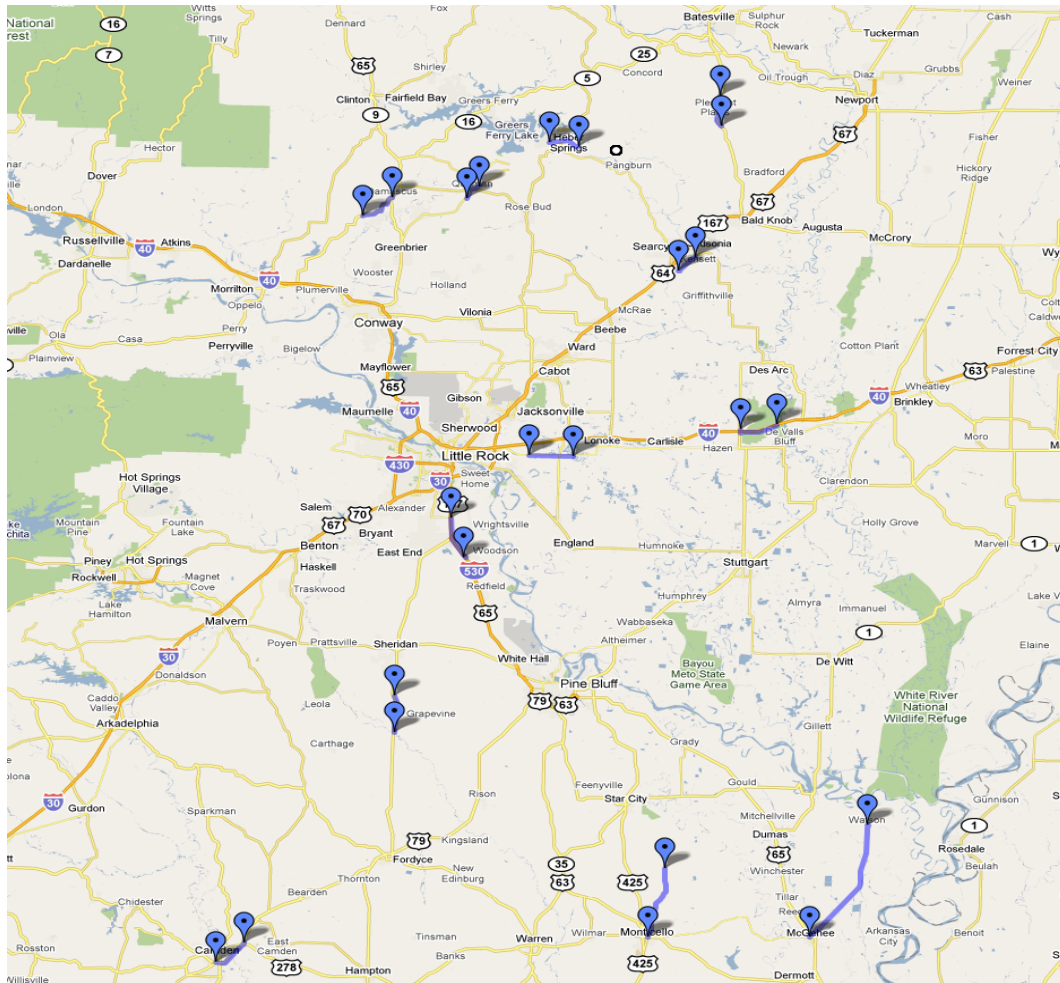 National
rest
16
7
Witts
Springs
Tilly
Dennard
Fox
65
Shirley
25
Concord
Batesville
Sulphur
Rock
Cash
Tuckerman
Newark
Oil Trough
Diaz
Grubbs
Weiner
Clinton
Fairfield Bay
5
9
Greers Ferry
16
Greers
Ferry Lake
Newport
67
Fisher
Hector
Springs
Pangburn
Hickory
Ridge
Dover
Bradford
Rose Bud
67
London
40
Russellville
Atkins
Greenbrier
167
Bald Knob
Augusta
McCrory
Searcy
Dardanelle
Wooster
64
40
Morrilton
Plumerville
Holland
Griffithville
Oppelo
Ola
Casa
Perry
Perryville
Conway
Vilonia
McRae
Beebe
Plainview
Bigelow
Ward
Cotton Plant
Forrest City
Mayflower
65
Cabot
Des Arc
Wheatley
63
Palestine
Maumelle
40
Gibson
Jacksonville
40
Brinkley
Sherwood
Lonoke
Carlisle
40
Hazen
De Valls
Bluff
Moro
Marianna
Little Rock
430
Sweet
Home
30
Hot Springs
Village
Clarendon
Salem
70
Alexander
67
Bryant
Wrightsville
Holly Grove
Mountain
Pine
Fountain
Lake
Benton
East End
Woodson
England
Humnoke
Marvell
1
Piney
Hot Springs
Haskell
530
Stuttgart
Rockwell
Magnet
Cove
Traskwood
Redfield
Lake
Hamilton
65
Humphrey
Almyra
Immanuel
Malvern
Wabbaseka
Poyen
Prattsville
Sheridan
Altheimer
1
Elaine
30
Donaldson
White Hall
De Witt
Bayou
Meto State
Game Area
Caddo
Valley
Pine Bluff
White River
National
Wildlife Refuge
Leola
79
63
Arkadelphia
Grapevine
Gillett
Carthage
Grady
30
Gurdon
Sparkman
Rison
Feenyville
Gould
Star City
Gunnison
Mitchellville
1
79
Kingsland
Dumas
Rosedale
Fordyce
65
Beulah
35
New
Edinburg
63
425
Winchester
Thornton
Bearden
Tillar
Chidester
Rosston
Camden
East
Camden
Tinsman
Banks
Warren
Wilmar
Monticello
McGehee
Arkansas
City
Benoit
Willisville
278
Hampton
425
Dermott